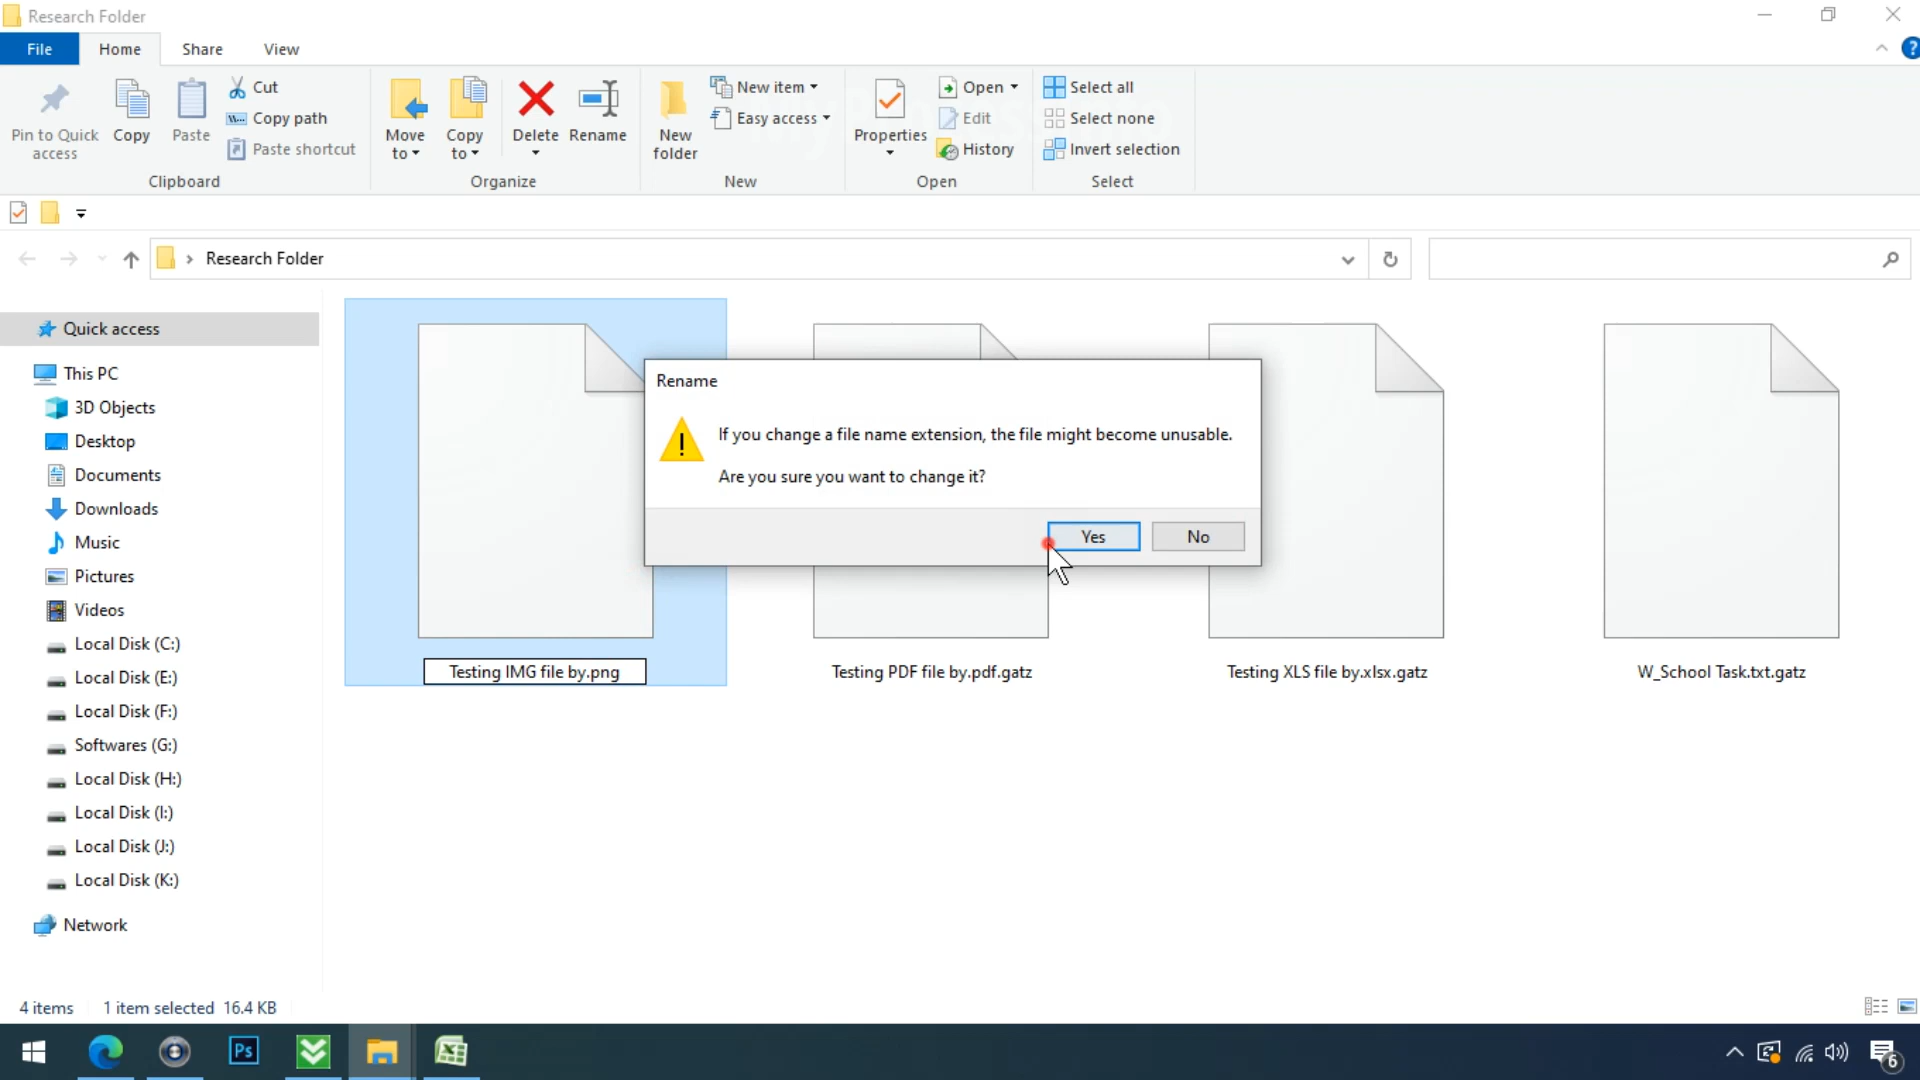 Research Folder
File
Home
Share
View
Pin to Quick access
Copy
Paste
Cut
Copy path
Paste shortcut
Clipboard
Move to
Copy to
Delete
Rename
Organize
New folder
New item
Easy access
New
Properties
Open
Edit
History
Open
Select all
Select none
Invert selection
Select
Research Folder
Quick access
This PC
3D Objects
Desktop
Documents
Downloads
Music
Pictures
Videos
Local Disk (C:)
Local Disk (E:)
Local Disk (F:)
Softwares (G:)
Local Disk (H:)
Local Disk (I:)
Local Disk (J:)
Local Disk (K:)
Network
Rename
If you change a file name extension, the file might become unusable.
Are you sure you want to change it?
Yes
No
Testing IMG file by.png
Testing PDF file by.pdf.gatz
Testing XLS file by.xlsx.gatz
W_School Task.txt.gatz
4 items
1 item selected 16.4 KB
Ps
6